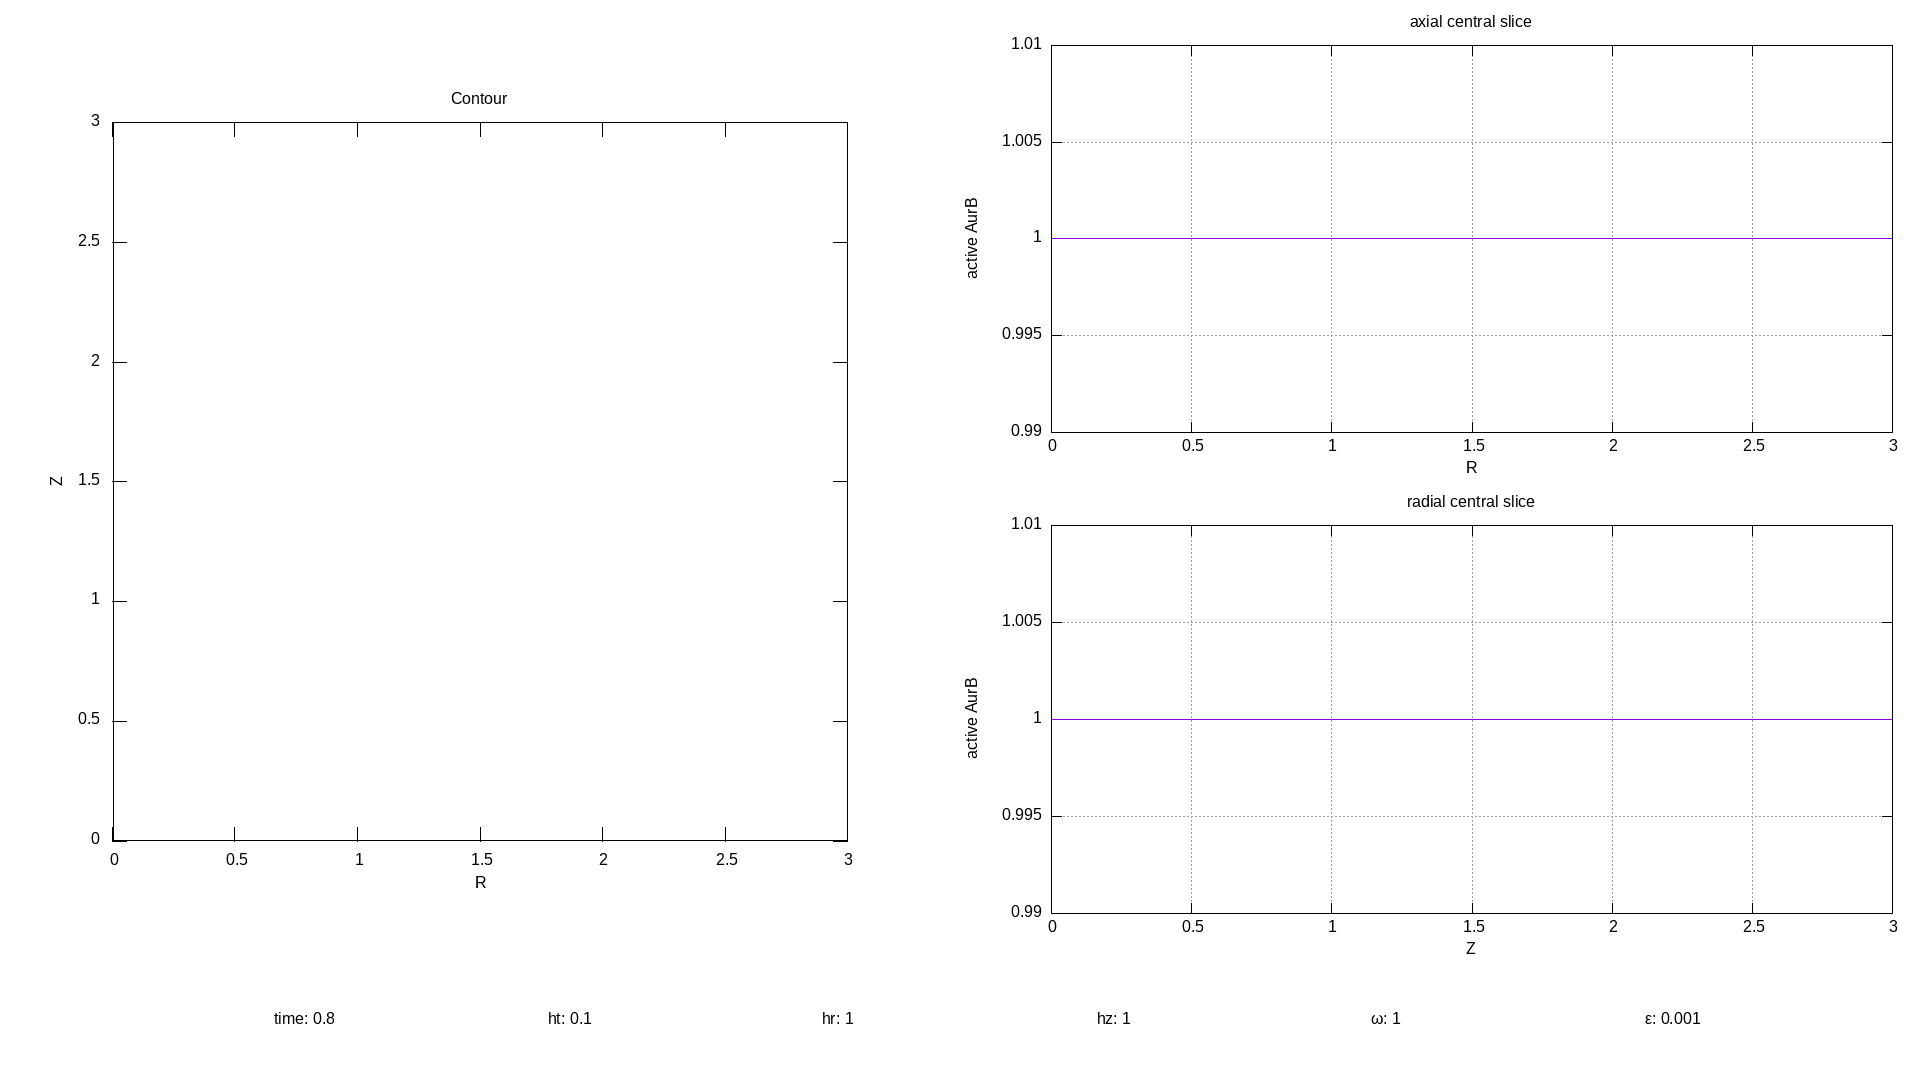 Contour
3
2.5
2
1.5
1
0.5
0
Z
0 0.5 1 1.5 2 2.5 3
R
axial central slice
1.01
1.005
1
0.995
0.99
active AurB
0 0.5 1 1.5 2 2.5 3
R
radial central slice
1.01
1.005
1
0.995
0.99
active AurB
0 0.5 1 1.5 2 2.5 3
Z
time: 0.8 ht: 0.1 hr: 1 hz: 1 ω: 1 ε: 0.001